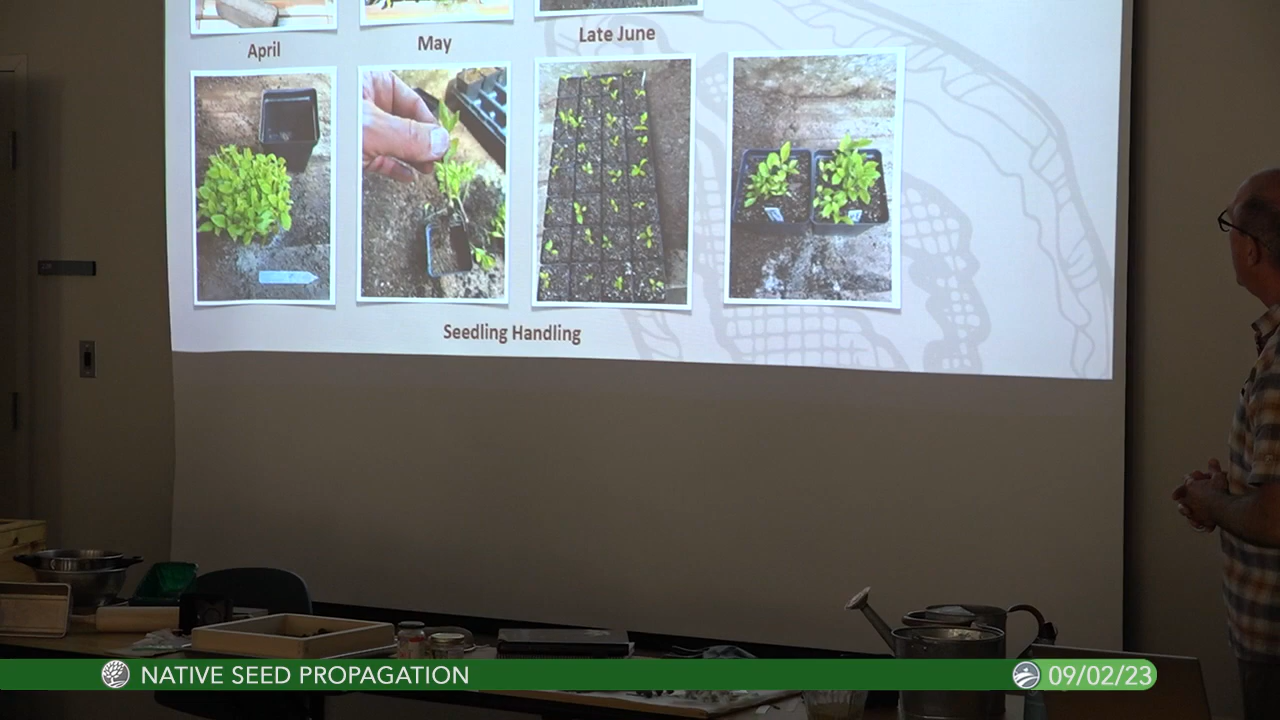 April
May
Late June
Seedling Handling
NATIVE SEED PROPAGATION
09/02/23